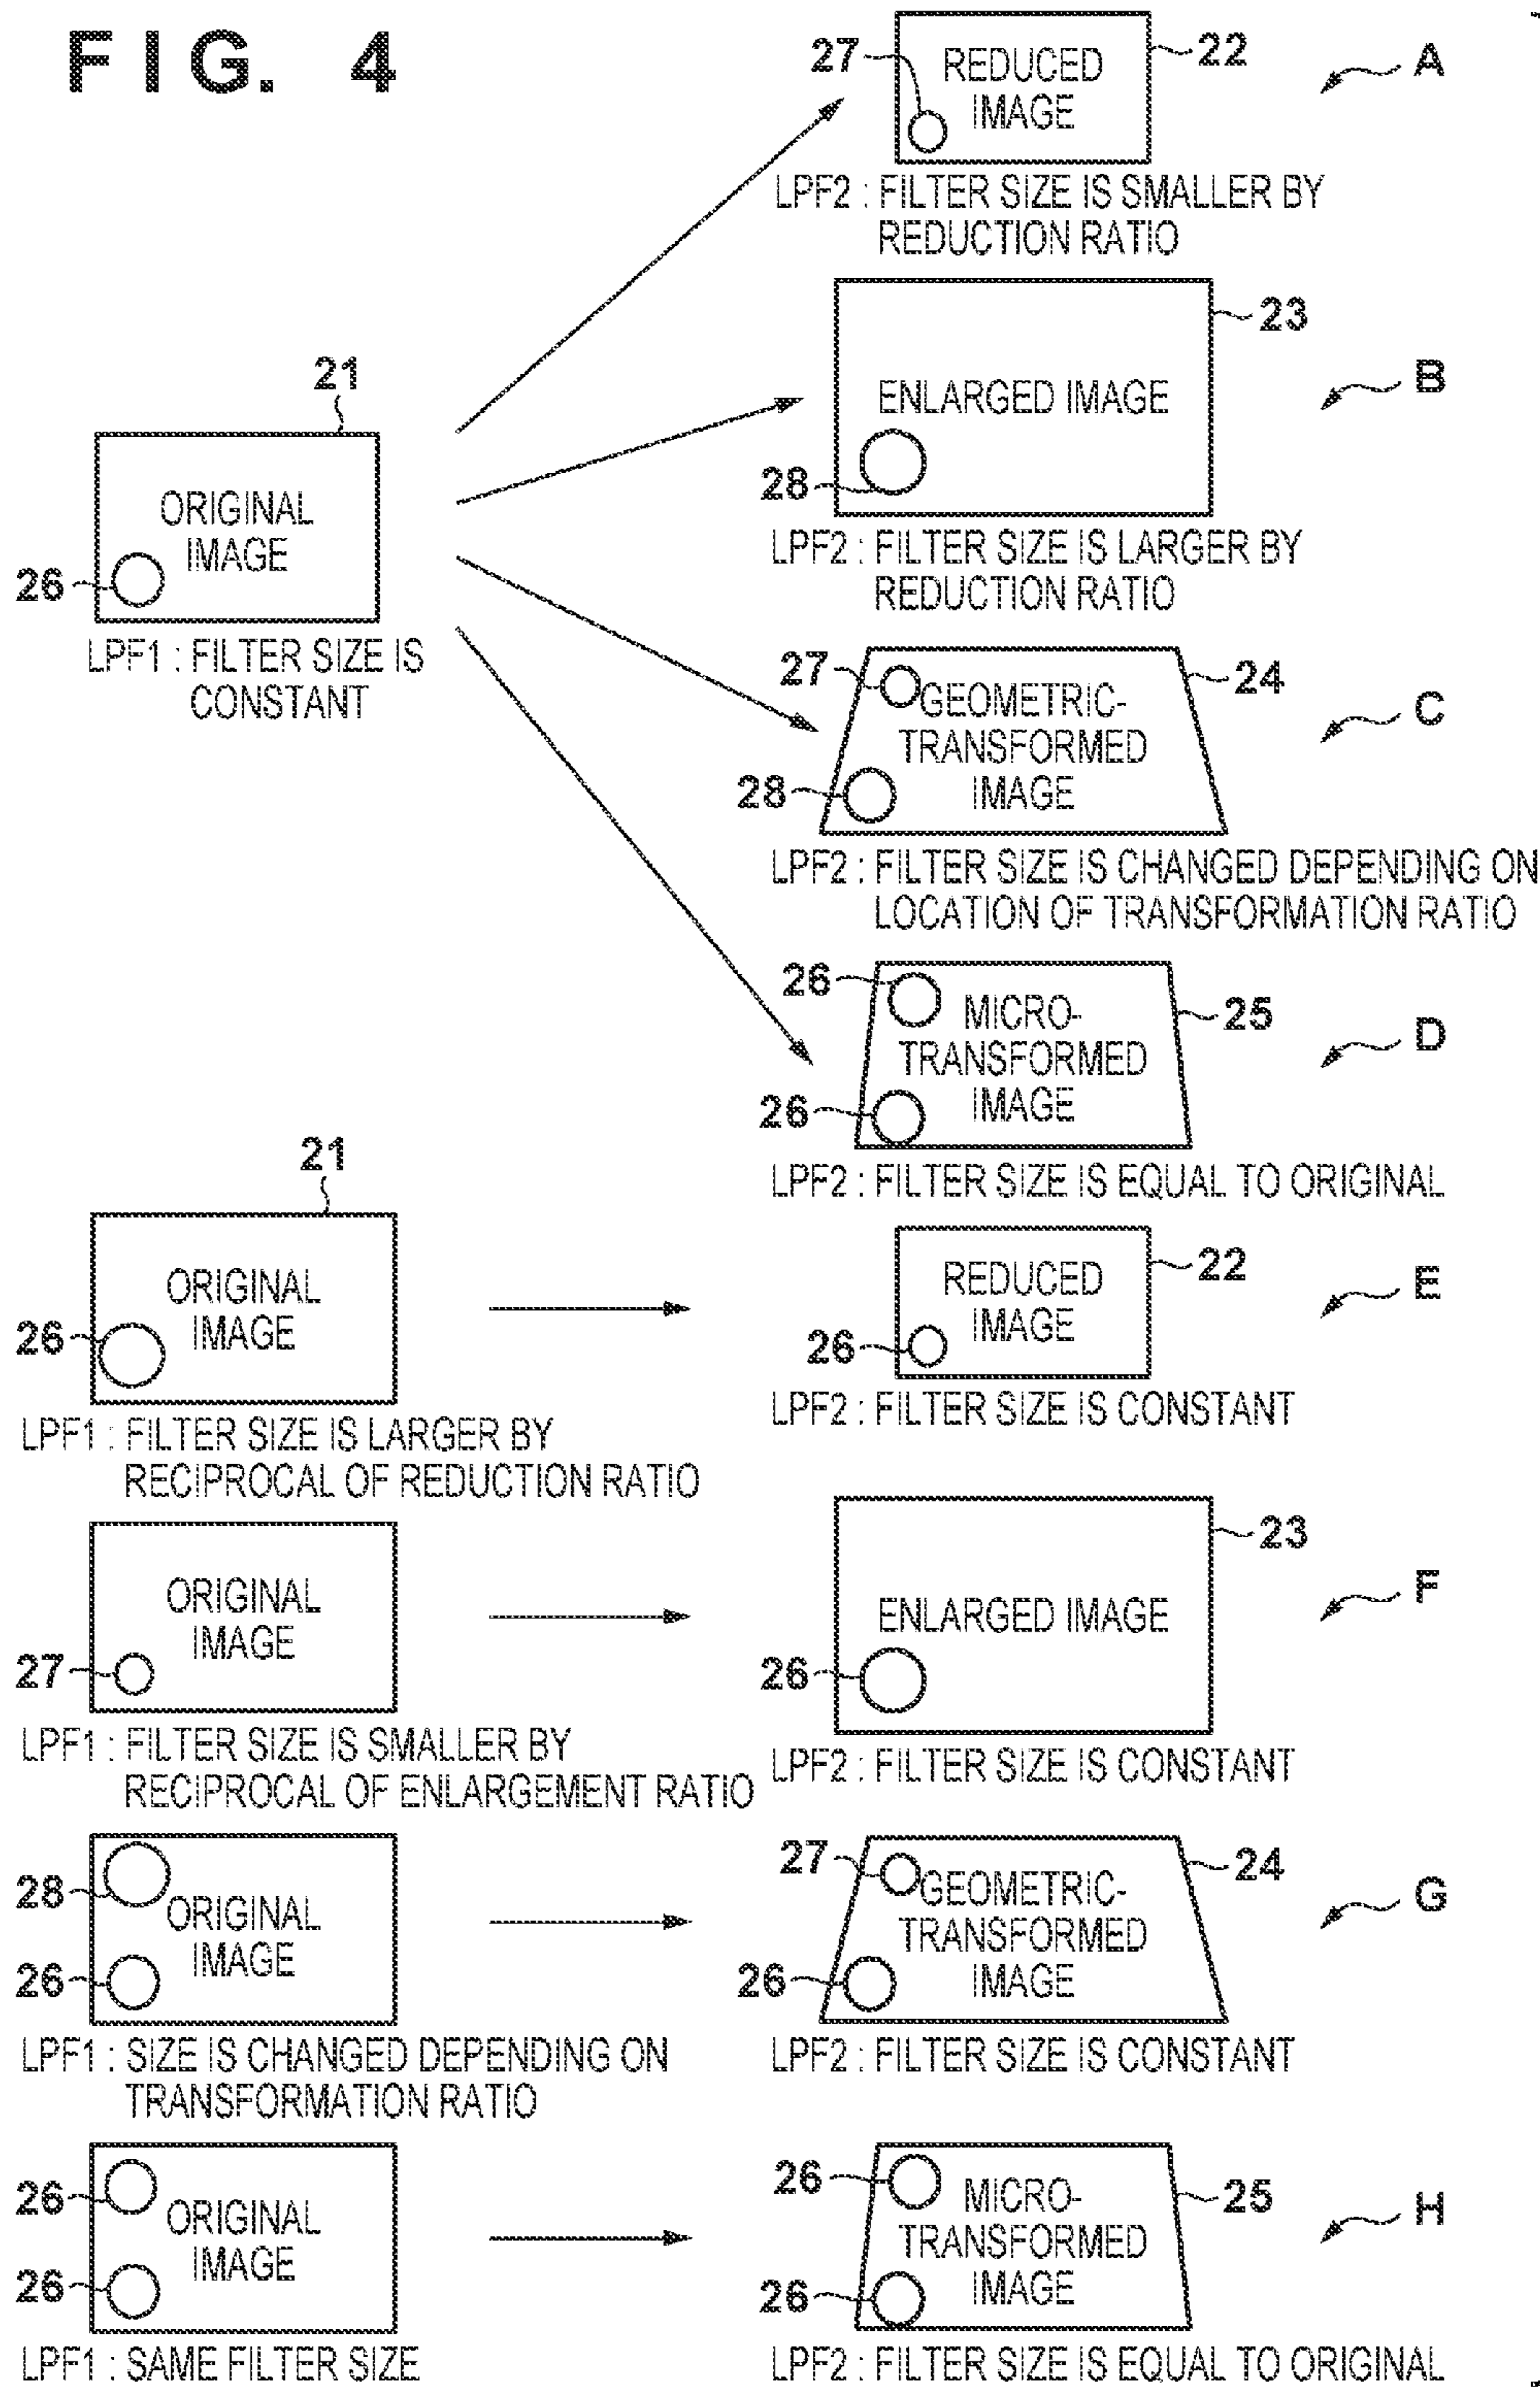 FIG. 4
27
REDUCED
IMAGE
22
A
LPF2 : FILTER SIZE IS SMALLER BY
REDUCTION RATIO
23
ENLARGED IMAGE
B
28
LPF2 : FILTER SIZE IS LARGER BY
REDUCTION RATIO
21
ORIGINAL
IMAGE
26
LPF1 : FILTER SIZE IS
CONSTANT
27
GEOMETRIC-
TRANSFORMED
IMAGE
24
C
28
LPF2 : FILTER SIZE IS CHANGED DEPENDING ON
LOCATION OF TRANSFORMATION RATIO
26
MICRO-
TRANSFORMED
IMAGE
25
D
26
LPF2 : FILTER SIZE IS EQUAL TO ORIGINAL
21
ORIGINAL
IMAGE
26
LPF1 : FILTER SIZE IS LARGER BY
RECIPROCAL OF REDUCTION RATIO
REDUCED
IMAGE
22
E
26
LPF2 : FILTER SIZE IS CONSTANT
ORIGINAL
IMAGE
27
LPF1 : FILTER SIZE IS SMALLER BY
RECIPROCAL OF ENLARGEMENT RATIO
23
ENLARGED IMAGE
F
26
LPF2 : FILTER SIZE IS CONSTANT
28
ORIGINAL
IMAGE
26
LPF1 : SIZE IS CHANGED DEPENDING ON
TRANSFORMATION RATIO
27
GEOMETRIC-
TRANSFORMED
IMAGE
24
G
26
LPF2 : FILTER SIZE IS CONSTANT
26
ORIGINAL
IMAGE
26
LPF1 : SAME FILTER SIZE
26
MICRO-
TRANSFORMED
IMAGE
25
H
26
LPF2 : FILTER SIZE IS EQUAL TO ORIGINAL